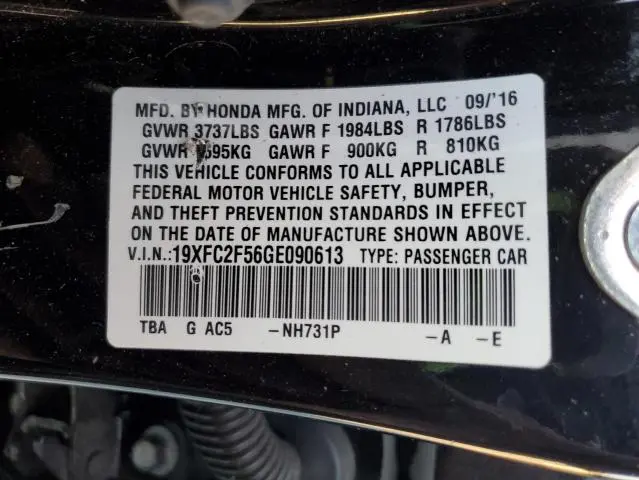 MFD. BY HONDA MFG. OF INDIANA, LLC 09/'16
GVWR 3737LBS GAWR F 1984LBS R 1786LBS
GVWR 1695KG GAWR F 900KG R 810KG
THIS VEHICLE CONFORMS TO ALL APPLICABLE
FEDERAL MOTOR VEHICLE SAFETY, BUMPER,
AND THEFT PREVENTION STANDARDS IN EFFECT
ON THE DATE OF MANUFACTURE SHOWN ABOVE.
V.I.N.:19XFC2F56GE090613 TYPE: PASSENGER CAR
TBA G AC5 -NH731P -A -E